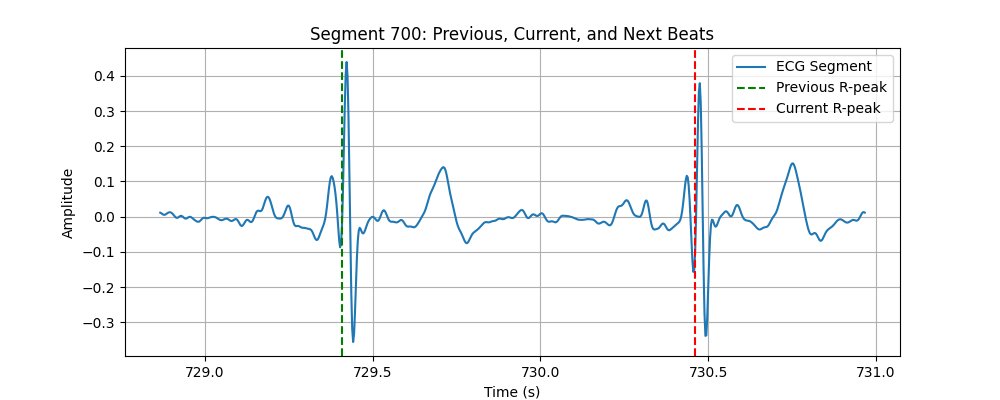 Segment 700: Previous, Current, and Next Beats
ECG Segment
Previous R-peak
Current R-peak
Amplitude
0.4
0.3
0.2
0.1
0.0
−0.1
−0.2
−0.3
729.0 729.5 730.0 730.5 731.0
Time (s)